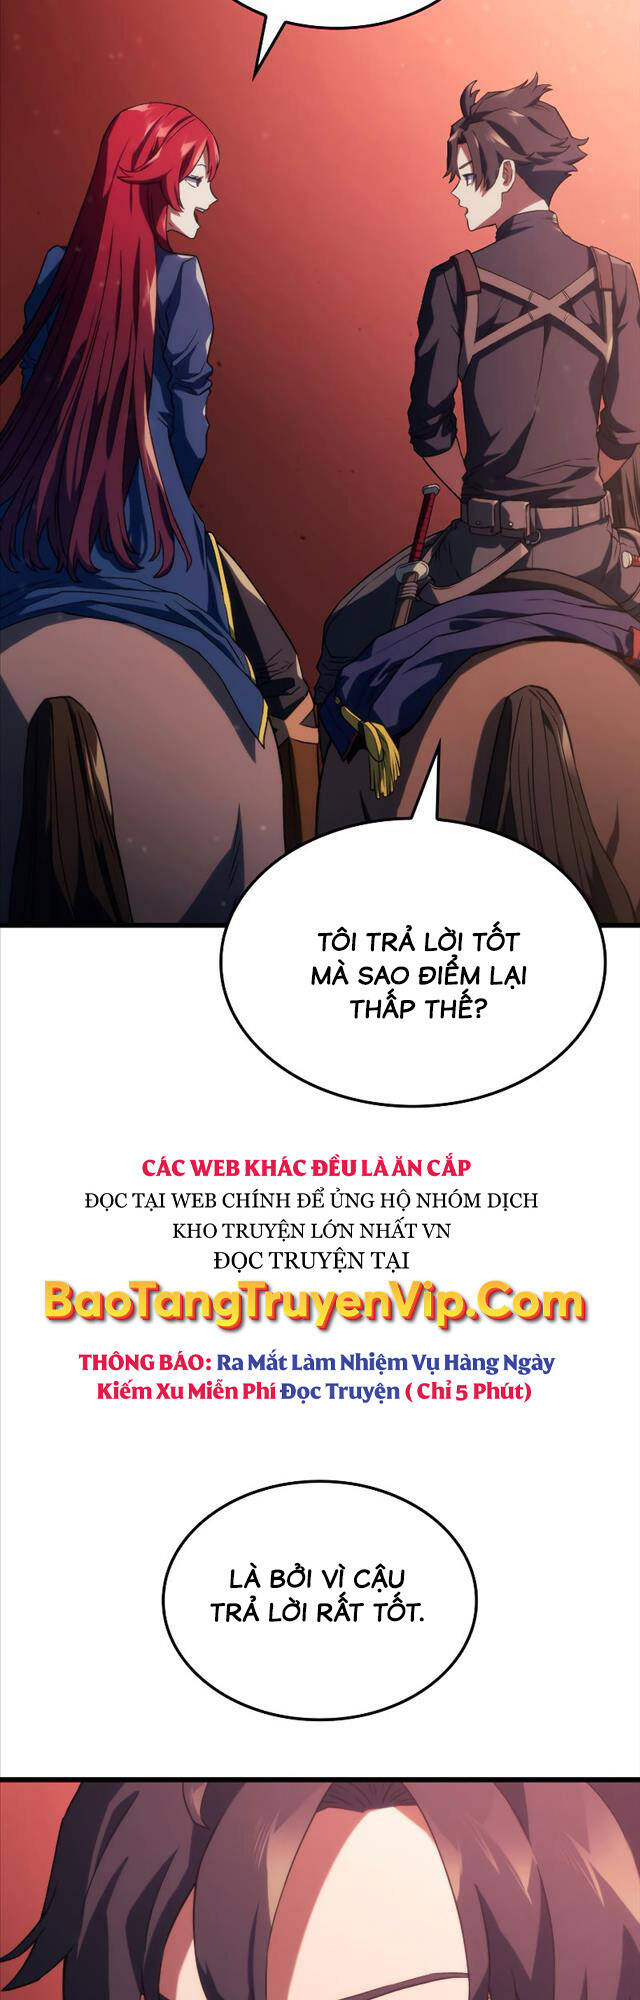 TÔI TRẢ LỜI TỐT
MÀ SAO ĐIỂM LẠI
THẤP THẾ?
CÁC WEB KHÁC ĐỀU LÀ ĂN CẮP
ĐỌC TẠI WEB CHÍNH ĐỂ ỦNG HỘ NHÓM DỊCH
KHO TRUYỆN LỚN NHẤT VN
ĐỌC TRUYỆN TẠI
BaoTangTruyenVip.Com
THÔNG BÁO: Ra Mắt Làm Nhiệm Vụ Hàng Ngày
Kiếm Xu Miễn Phí Đọc Truyện ( Chỉ 5 Phút)
LÀ BỞI VÌ CẬU
TRẢ LỜI RẤT TỐT.